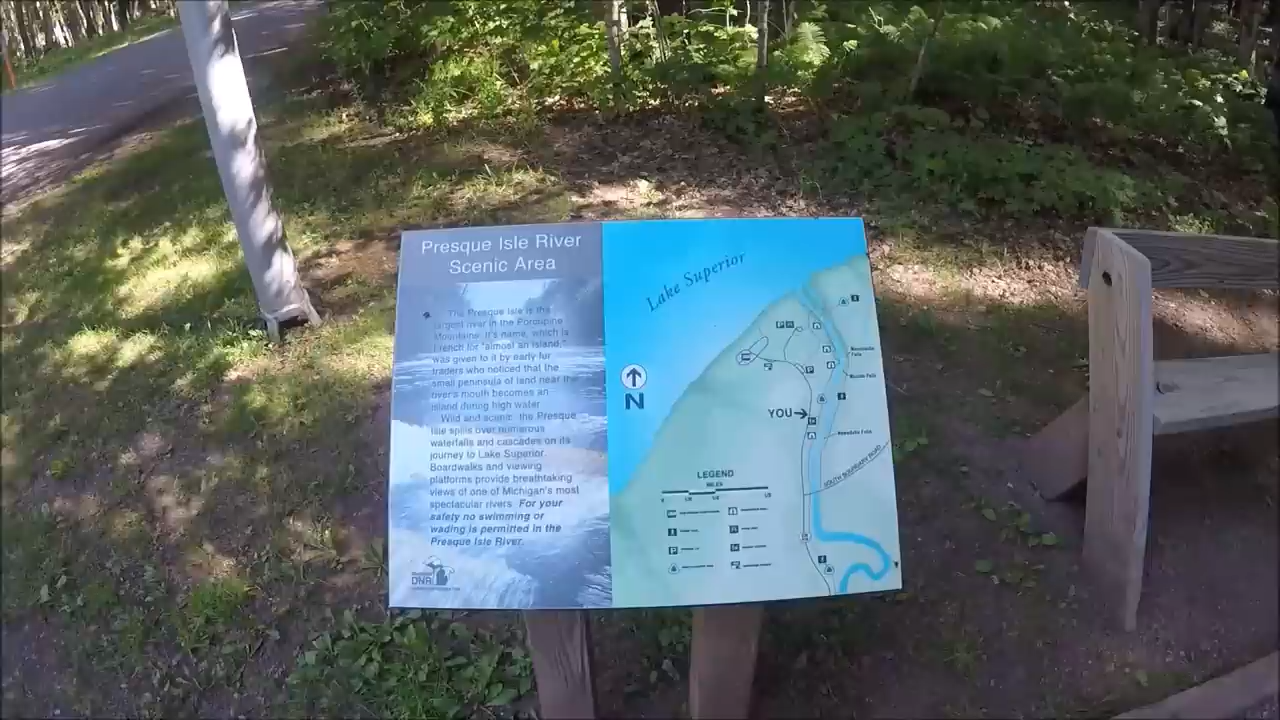 Presque Isle River
Scenic Area
The Presque Isle is the
largest river in the Porcupine
Mountains. It's name, which is
French for "almost an island,"
was given to it by early fur
traders who noticed that the
small peninsula of land near the
river's mouth becomes an
island during high water.
Wild and scenic, the Presque
Isle spills over numerous
waterfalls and cascades on its
journey to Lake Superior.
Boardwalks and viewing
platforms provide breathtaking
views of one of Michigan's most
spectacular rivers. For your
safety no swimming or
wading is permitted in the
Presque Isle River.
DNR
Lake Superior
N
YOU
SOUTH BOUNDARY ROAD
LEGEND
MILES
P
P
P